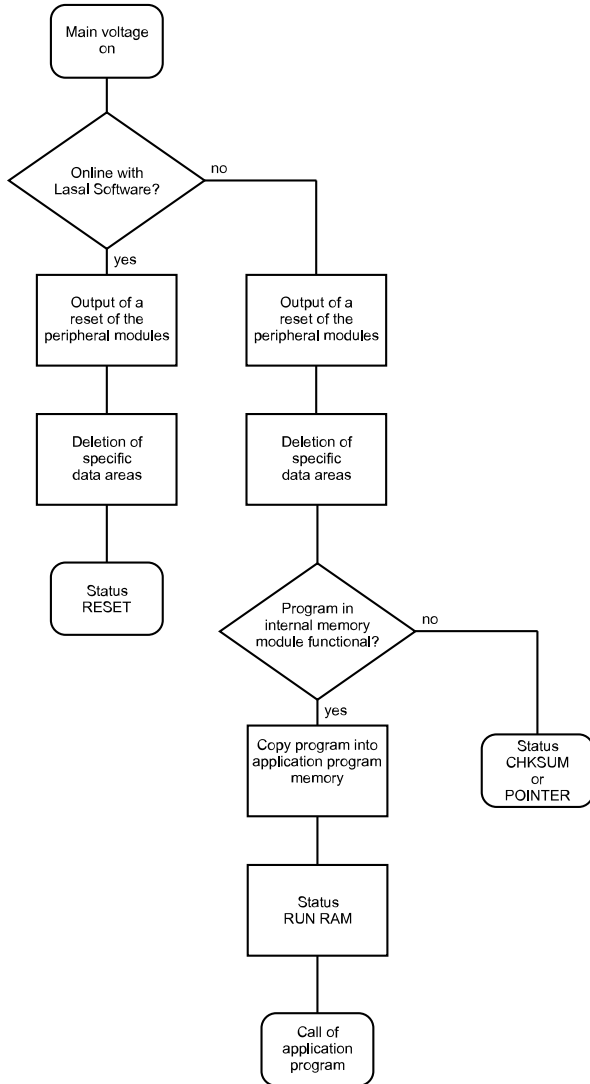 Main voltage
on
Online with
Lasal Software?
no
yes
Output of a
reset of the
peripheral modules
Output of a
reset of the
peripheral modules
Deletion of
specific
data areas
Deletion of
specific
data areas
Status
RESET
Program in
internal memory
module functional?
no
yes
Copy program into
application program
memory
Status
CHKSUM
or
POINTER
Status
RUN RAM
Call of
application
program